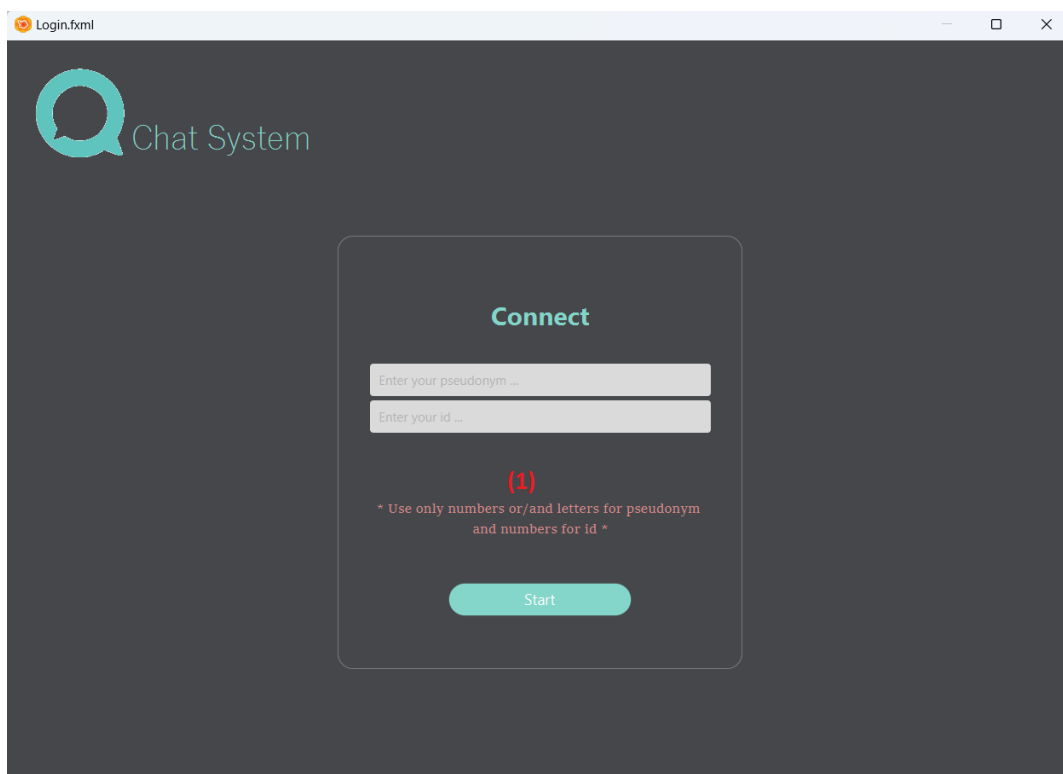 Login.fxml
Chat System
Connect
Enter your pseudonym ...
Enter your id ...
(1)
* Use only numbers or/and letters for pseudonym
and numbers for id *
Start